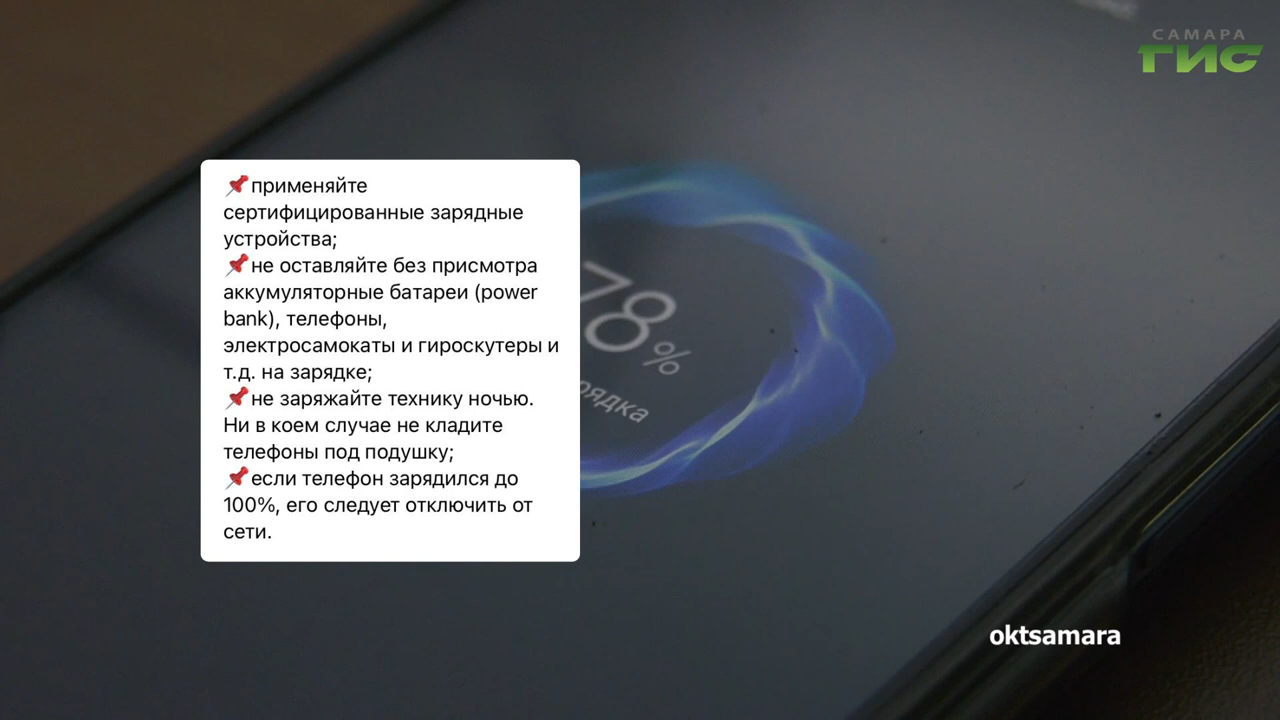 САМАРА
ГИС
📌применяйте
сертифицированные зарядные
устройства;
📌не оставляйте без присмотра
аккумуляторные батареи (power
bank), телефоны,
электросамокаты и гироскутеры и
т.д. на зарядке;
📌не заряжайте технику ночью.
Ни в коем случае не кладите
телефоны под подушку;
📌если телефон зарядился до
100%, его следует отключить от
сети.
78%
рядка
oktsamara